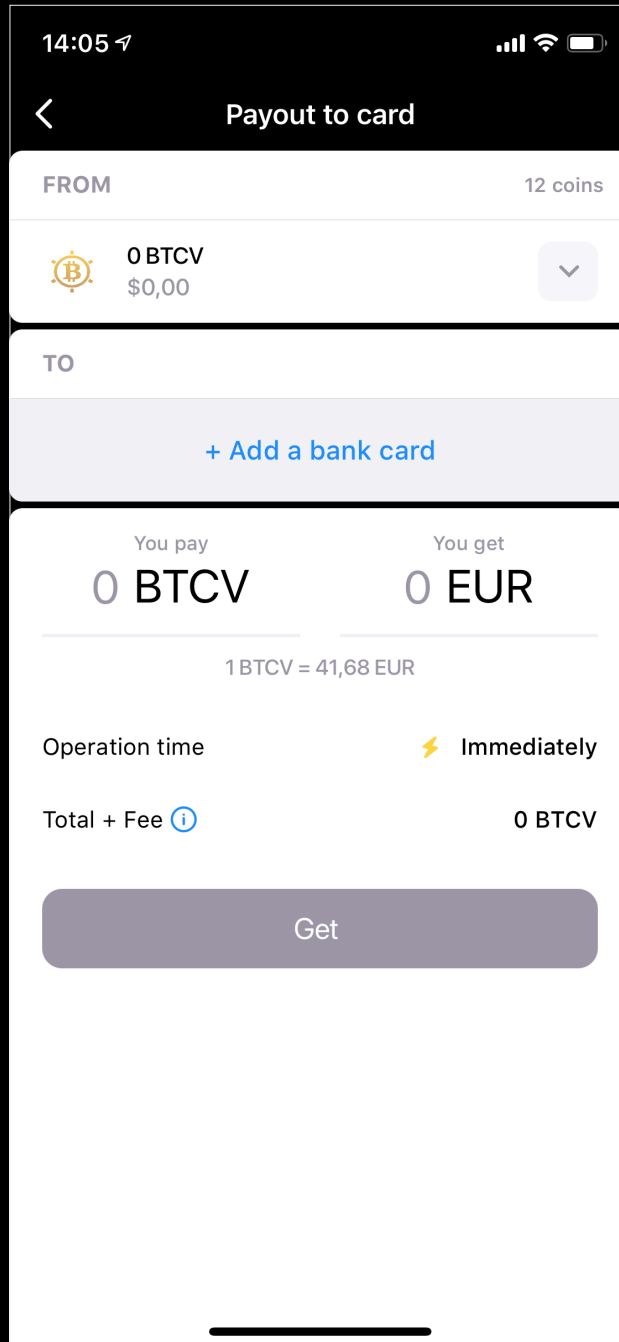 14:05
Payout to card
FROM
12 coins
0 BTCV
$0,00
TO
+ Add a bank card
You pay
You get
0 BTCV
0 EUR
1 BTCV = 41,68 EUR
Operation time
Immediately
Total + Fee
0 BTCV
Get